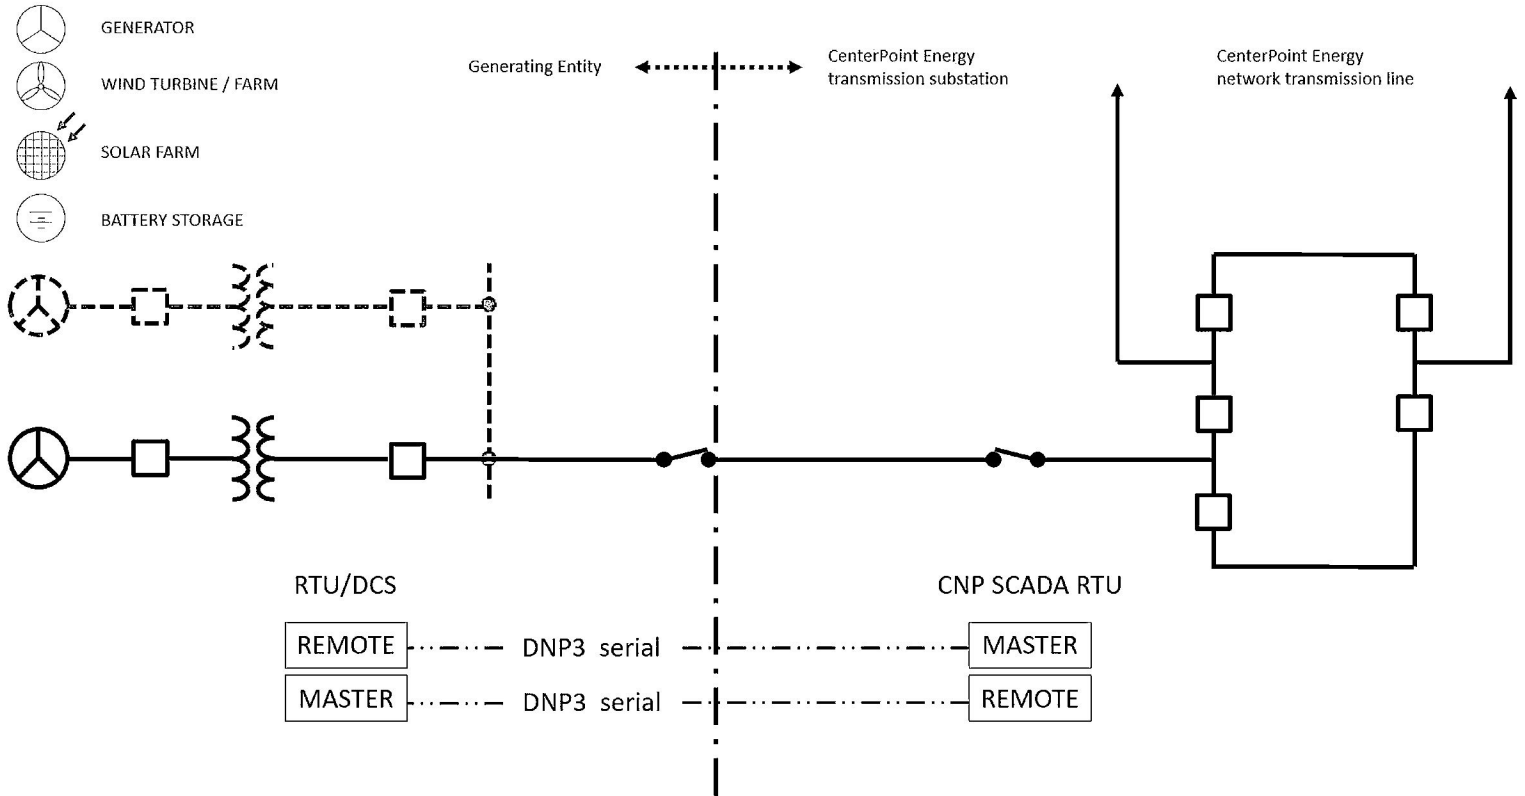 GENERATOR
WIND TURBINE / FARM
SOLAR FARM
BATTERY STORAGE
Generating Entity
CenterPoint Energy
transmission substation
CenterPoint Energy
network transmission line
RTU/DCS
CNP SCADA RTU
REMOTE
DNP3 serial
MASTER
MASTER
DNP3 serial
REMOTE